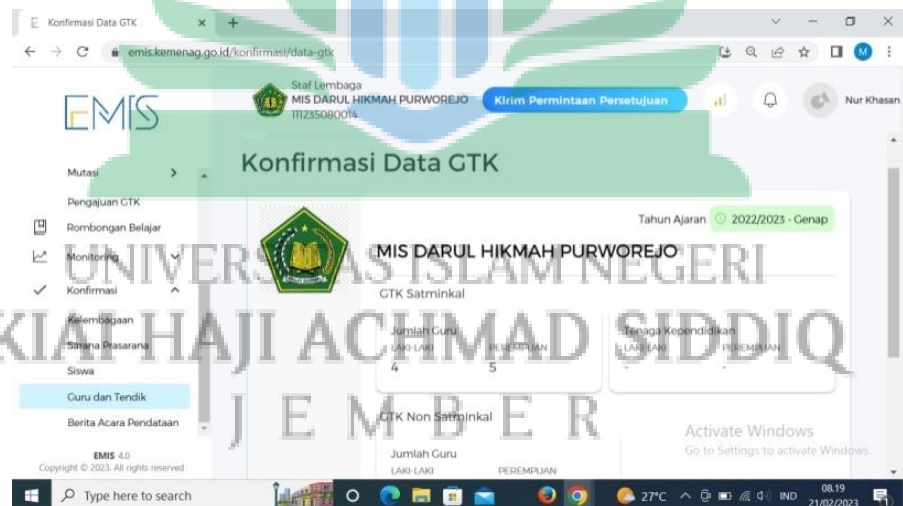 Konfirmasi Data GTK
emis.kemenag.go.id/konfirmasi/data-gtk
M
EMIS
Staf Lembaga
MIS DARUL HIKMAH PURWOREJO
111235080014
Kirim Permintaan Persetujuan
Nur Khasan
Mutasi
Pengajuan GTK
Rombongan Belajar
Monitoring
Konfirmasi
Kelembagaan
Sarana Prasarana
Siswa
Guru dan Tendik
Berita Acara Pendataan
EMIS 4.0
Copyright © 2023. All rights reserved
Konfirmasi Data GTK
Tahun Ajaran 2022/2023 - Genap
MIS DARUL HIKMAH PURWOREJO
GTK Satminkal
Jumlah Guru
LAKI-LAKI PEREMPUAN
4 5
Tenaga Kependidikan
LAKI-LAKI PEREMPUAN
- -
GTK Non Satminkal
Jumlah Guru
LAKI-LAKI PEREMPUAN
UNIVERSITAS ISLAM NEGERI
KIAI HAJI ACHMAD SIDDIQ
JEMBER
Activate Windows
Go to Settings to activate Windows.
Type here to search
27°C
IND
08.19
21/02/2023